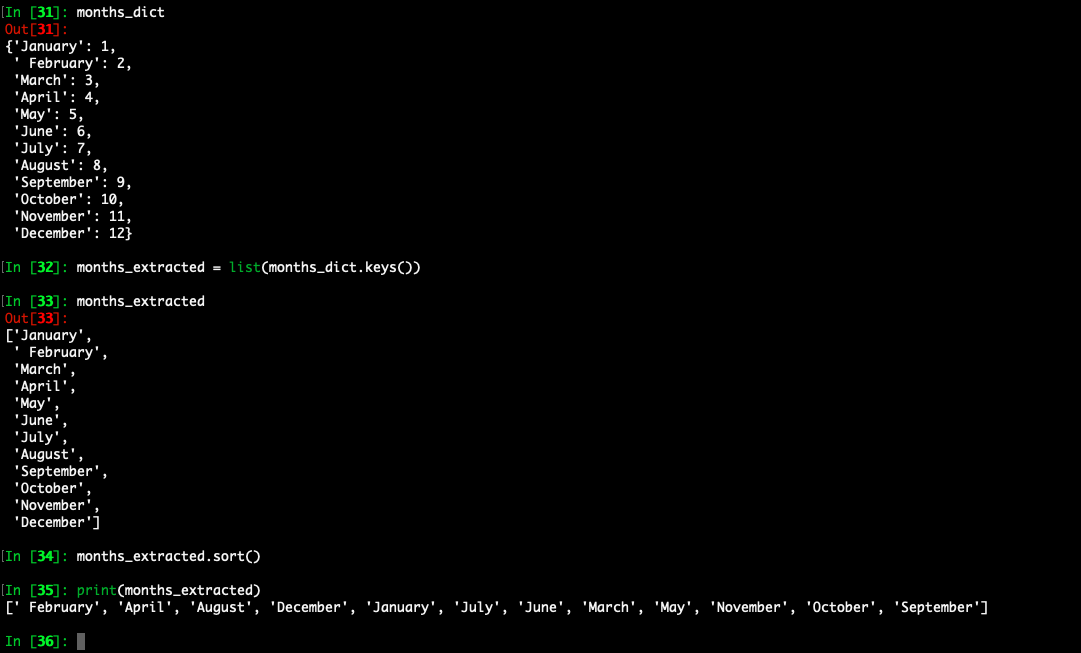 [In [31]: months_dict
Out[31]:
{'January': 1,
 ' February': 2,
 'March': 3,
 'April': 4,
 'May': 5,
 'June': 6,
 'July': 7,
 'August': 8,
 'September': 9,
 'October': 10,
 'November': 11,
 'December': 12}
[In [32]: months_extracted = list(months_dict.keys())
[In [33]: months_extracted
Out[33]:
['January',
 ' February',
 'March',
 'April',
 'May',
 'June',
 'July',
 'August',
 'September',
 'October',
 'November',
 'December']
[In [34]: months_extracted.sort()
[In [35]: print(months_extracted)
[' February', 'April', 'August', 'December', 'January', 'July', 'June', 'March', 'May', 'November', 'October', 'September']
In [36]: